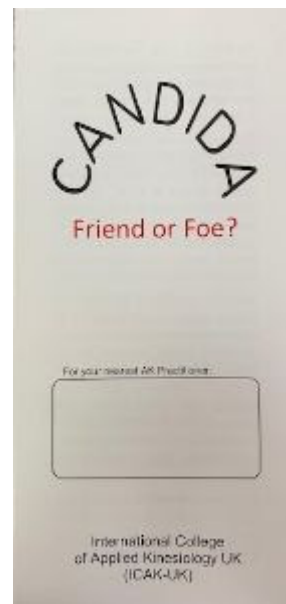 CANDIDA
Friend or Foe?
For your nearest AK Practitioner:
International College
of Applied Kinesiology UK
(ICAK-UK)